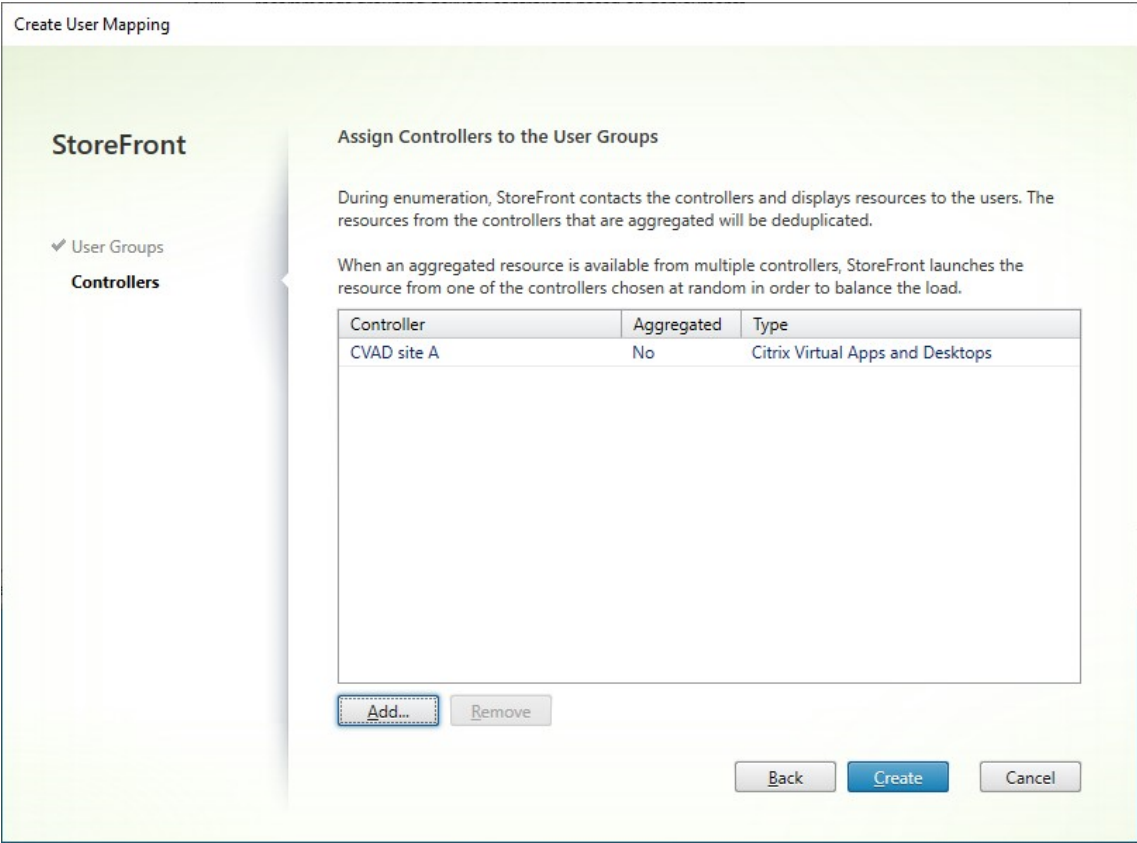 Create User Mapping
StoreFront
User Groups
Controllers
Assign Controllers to the User Groups
During enumeration, StoreFront contacts the controllers and displays resources to the users. The
resources from the controllers that are aggregated will be deduplicated.
When an aggregated resource is available from multiple controllers, StoreFront launches the
resource from one of the controllers chosen at random in order to balance the load.
Controller Aggregated Type
CVAD site A No Citrix Virtual Apps and Desktops
Add... Remove
Back Create Cancel